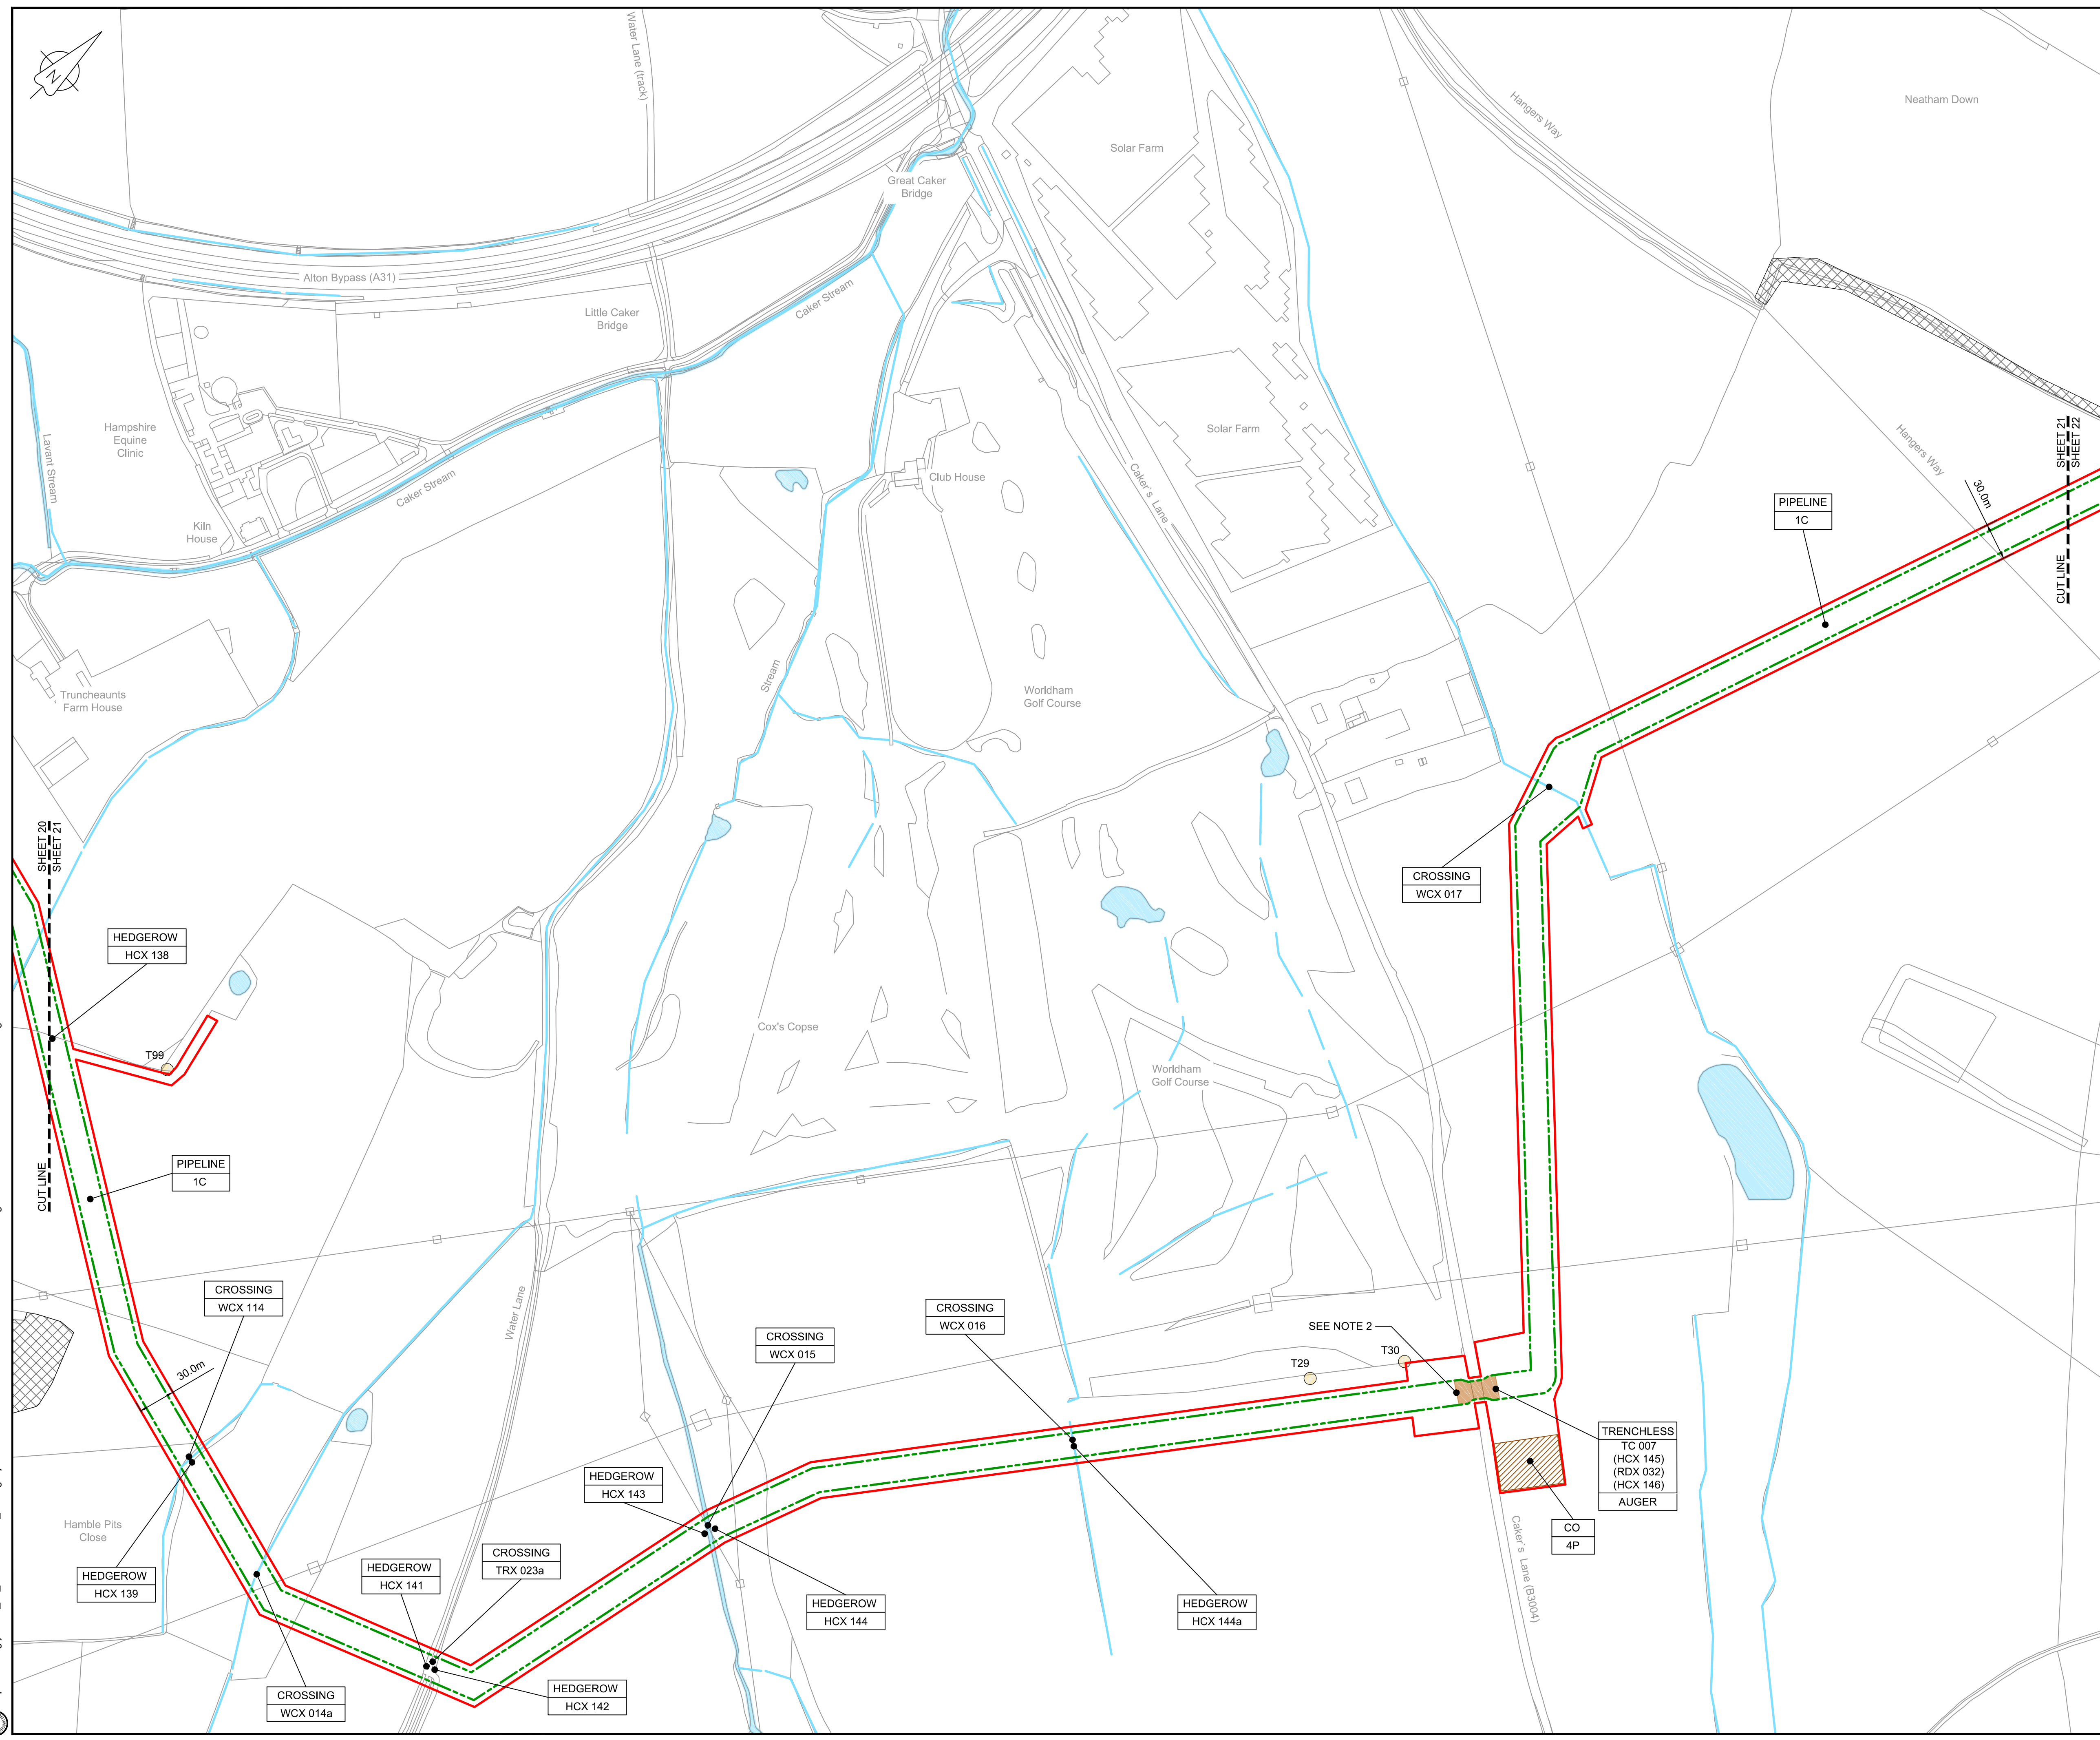 N
Water Lane (track)
Solar Farm
Hangers Way
Neatham Down
Great Caker
Bridge
Alton Bypass (A31)
Caker Stream
Little Caker
Bridge
Hampshire
Equine
Clinic
Lavant Stream
Kiln
House
Caker Stream
Club House
Caker's Lane
Solar Farm
Hangers Way
SHEET 21
SHEET 22
CUT LINE
30.0m
PIPELINE
1C
Truncheaunts
Farm House
Stream
Worldham
Golf Course
SHEET 20
SHEET 21
CUT LINE
CROSSING
WCX 017
HEDGEROW
HCX 138
T99
Cox's Copse
Worldham
Golf Course
PIPELINE
1C
CROSSING
WCX 114
30.0m
Water Lane
CROSSING
WCX 015
CROSSING
WCX 016
SEE NOTE 2
T29
T30
TRENCHLESS
TC 007
(HCX 145)
(RDX 032)
(HCX 146)
AUGER
CO
4P
Caker's Lane (B3004)
HEDGEROW
HCX 143
Hamble Pits
Close
HEDGEROW
HCX 139
HEDGEROW
HCX 141
CROSSING
TRX 023a
HEDGEROW
HCX 144
HEDGEROW
HCX 144a
CROSSING
WCX 014a
HEDGEROW
HCX 142